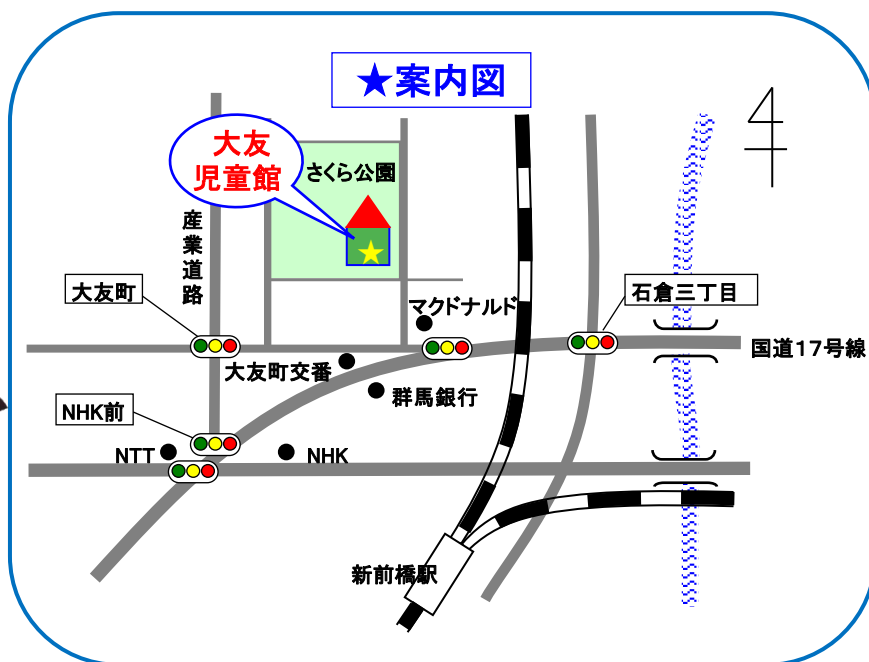 ★案内図
大友
児童館
さくら公園
産業道路
大友町
マクドナルド
石倉三丁目
国道17号線
大友町交番
群馬銀行
NHK前
NTT
NHK
新前橋駅